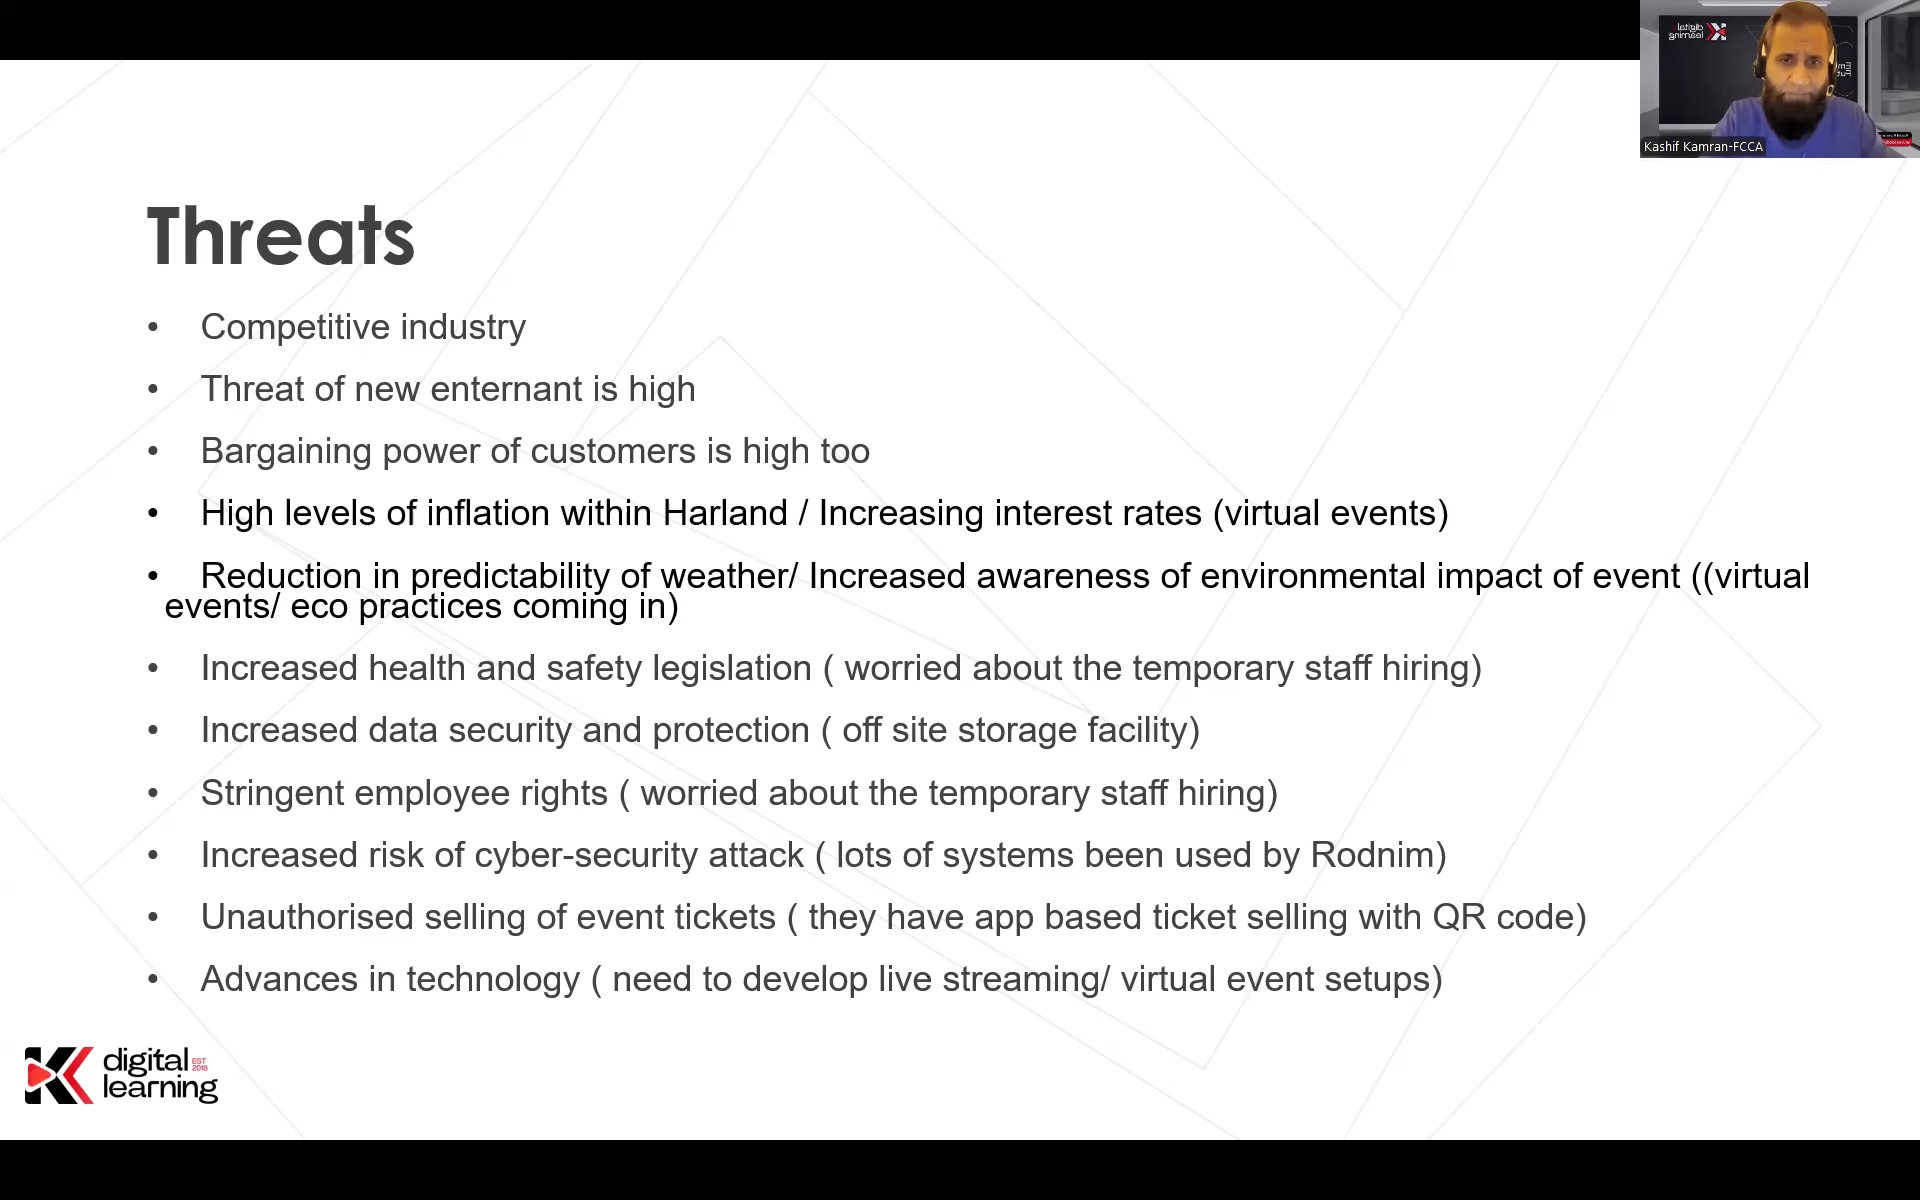 Kashif Kamran-FCCA
Threats
• Competitive industry
• Threat of new enternant is high
• Bargaining power of customers is high too
• High levels of inflation within Harland / Increasing interest rates (virtual events)
• Reduction in predictability of weather/ Increased awareness of environmental impact of event ((virtual
events/ eco practices coming in)
• Increased health and safety legislation ( worried about the temporary staff hiring)
• Increased data security and protection ( off site storage facility)
• Stringent employee rights ( worried about the temporary staff hiring)
• Increased risk of cyber-security attack ( lots of systems been used by Rodnim)
• Unauthorised selling of event tickets ( they have app based ticket selling with QR code)
• Advances in technology ( need to develop live streaming/ virtual event setups)
digital EST 2018
learning